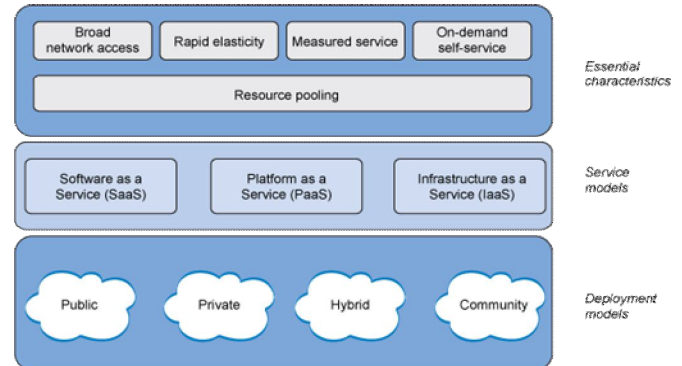 Broad
network access
Rapid elasticity
Measured service
On-demand
self-service
Resource pooling
Essential
characteristics
Software as a
Service (SaaS)
Platform as a
Service (PaaS)
Infrastructure as a
Service (IaaS)
Service
models
Public
Private
Hybrid
Community
Deployment
models